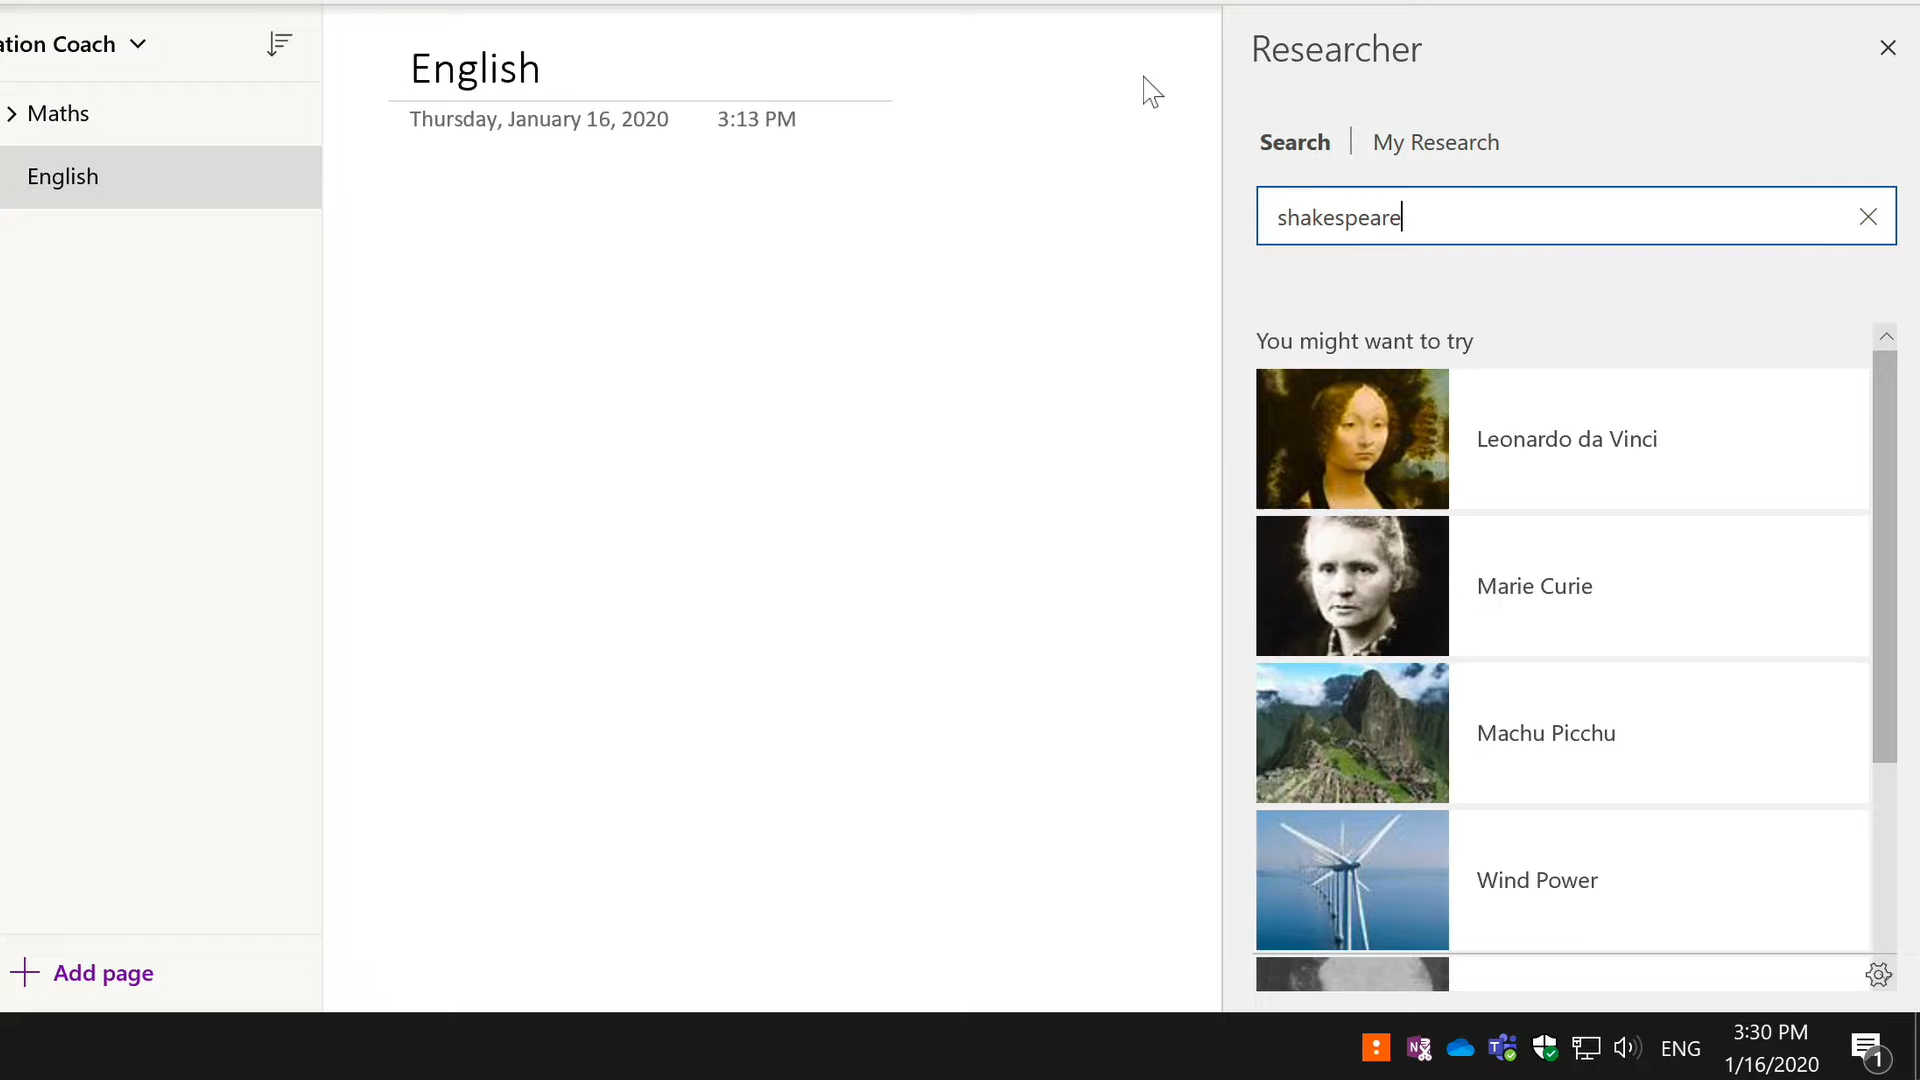 ation Coach
Maths
English
Add page
English
Thursday, January 16, 2020 3:13 PM
Researcher
Search | My Research
shakespeare
You might want to try
Leonardo da Vinci
Marie Curie
Machu Picchu
Wind Power
ENG
3:30 PM
1/16/2020
1